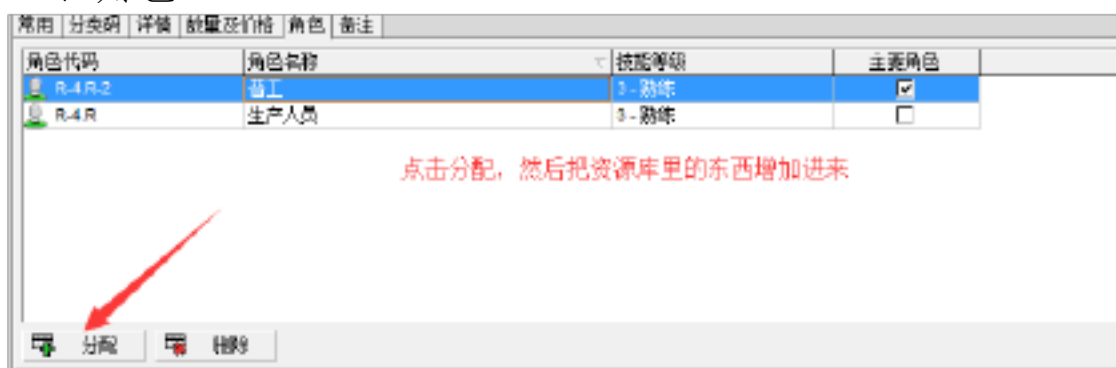 常用 分类码 详情 数量及价格 角色 备注
角色代码 角色名称 技能等级 主要角色
R-4.R-2 普工 3 - 熟练
R-4.R 生产人员 3 - 熟练
点击分配，然后把资源库里的东西增加进来
分配 删除